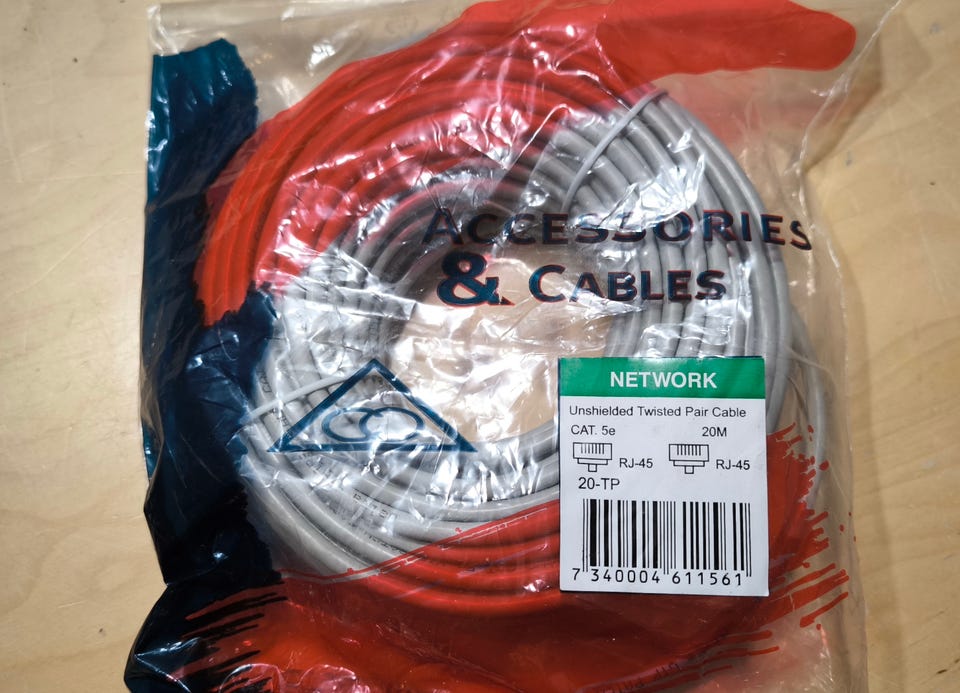 ACCESSORIES
& CABLES
NETWORK
Unshielded Twisted Pair Cable
CAT. 5e 20M
RJ-45 RJ-45
20-TP
7 340004 611561